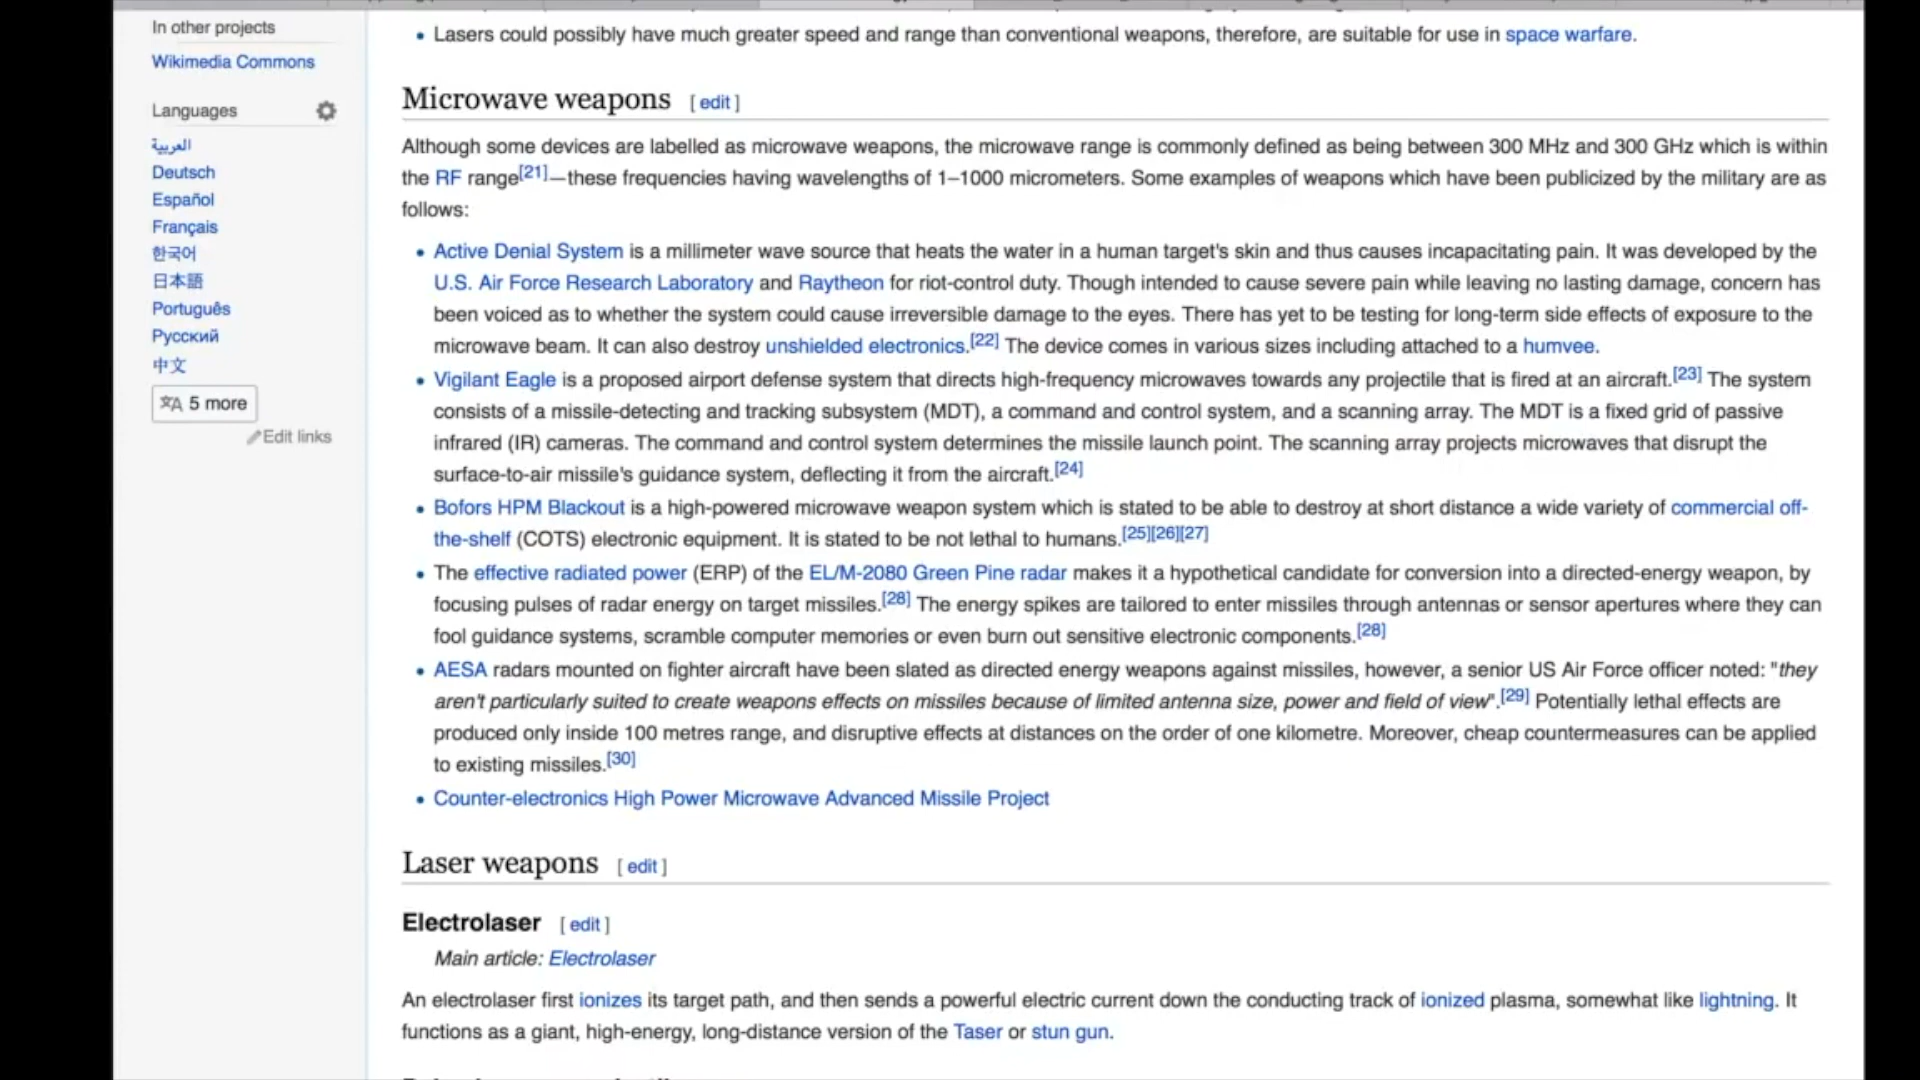 In other projects
Wikimedia Commons
Languages
العربية
Deutsch
Español
Français
한국어
日本語
Português
Русский
中文
5 more
Edit links
• Lasers could possibly have much greater speed and range than conventional weapons, therefore, are suitable for use in space warfare.
Microwave weapons [ edit ]
Although some devices are labelled as microwave weapons, the microwave range is commonly defined as being between 300 MHz and 300 GHz which is within
the RF range[21]—these frequencies having wavelengths of 1–1000 micrometers. Some examples of weapons which have been publicized by the military are as
follows:
• Active Denial System is a millimeter wave source that heats the water in a human target's skin and thus causes incapacitating pain. It was developed by the
U.S. Air Force Research Laboratory and Raytheon for riot-control duty. Though intended to cause severe pain while leaving no lasting damage, concern has
been voiced as to whether the system could cause irreversible damage to the eyes. There has yet to be testing for long-term side effects of exposure to the
microwave beam. It can also destroy unshielded electronics.[22] The device comes in various sizes including attached to a humvee.
• Vigilant Eagle is a proposed airport defense system that directs high-frequency microwaves towards any projectile that is fired at an aircraft.[23] The system
consists of a missile-detecting and tracking subsystem (MDT), a command and control system, and a scanning array. The MDT is a fixed grid of passive
infrared (IR) cameras. The command and control system determines the missile launch point. The scanning array projects microwaves that disrupt the
surface-to-air missile's guidance system, deflecting it from the aircraft.[24]
• Bofors HPM Blackout is a high-powered microwave weapon system which is stated to be able to destroy at short distance a wide variety of commercial off-
the-shelf (COTS) electronic equipment. It is stated to be not lethal to humans.[25][26][27]
• The effective radiated power (ERP) of the EL/M-2080 Green Pine radar makes it a hypothetical candidate for conversion into a directed-energy weapon, by
focusing pulses of radar energy on target missiles.[28] The energy spikes are tailored to enter missiles through antennas or sensor apertures where they can
fool guidance systems, scramble computer memories or even burn out sensitive electronic components.[28]
• AESA radars mounted on fighter aircraft have been slated as directed energy weapons against missiles, however, a senior US Air Force officer noted: "they
aren't particularly suited to create weapons effects on missiles because of limited antenna size, power and field of view".[29] Potentially lethal effects are
produced only inside 100 metres range, and disruptive effects at distances on the order of one kilometre. Moreover, cheap countermeasures can be applied
to existing missiles.[30]
• Counter-electronics High Power Microwave Advanced Missile Project
Laser weapons [ edit ]
Electrolaser [ edit ]
Main article: Electrolaser
An electrolaser first ionizes its target path, and then sends a powerful electric current down the conducting track of ionized plasma, somewhat like lightning. It
functions as a giant, high-energy, long-distance version of the Taser or stun gun.